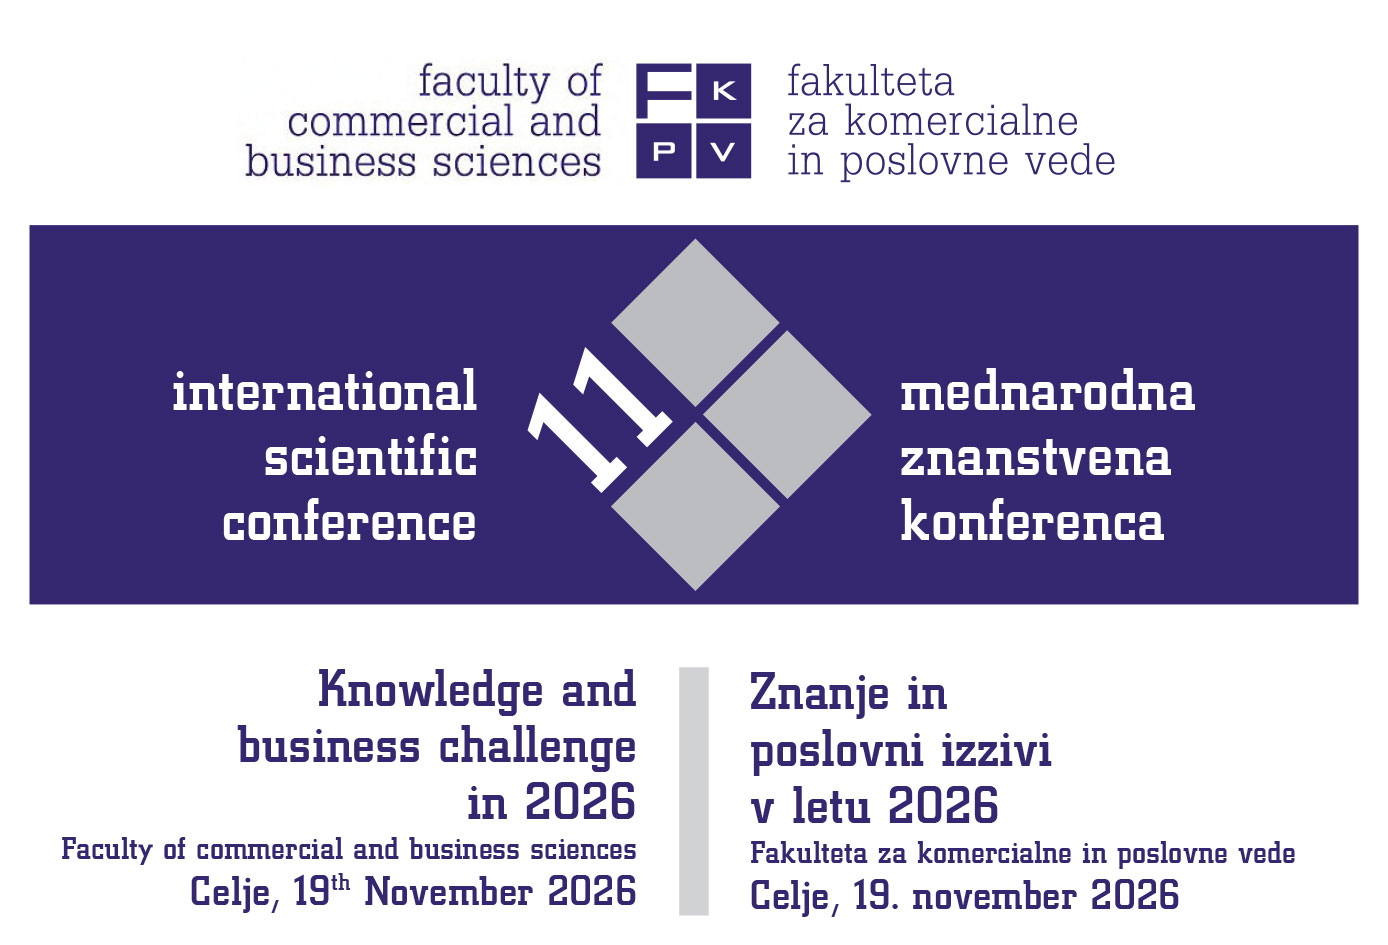 faculty of
commercial and
business sciences
F K
P V
fakulteta
za komercialne
in poslovne vede
international
scientific
conference
11
mednarodna
znanstvena
konferenca
Knowledge and
business challenge
in 2026
Faculty of commercial and business sciences
Celje, 19th November 2026
Znanje in
poslovni izzivi
v letu 2026
Fakulteta za komercialne in poslovne vede
Celje, 19. november 2026